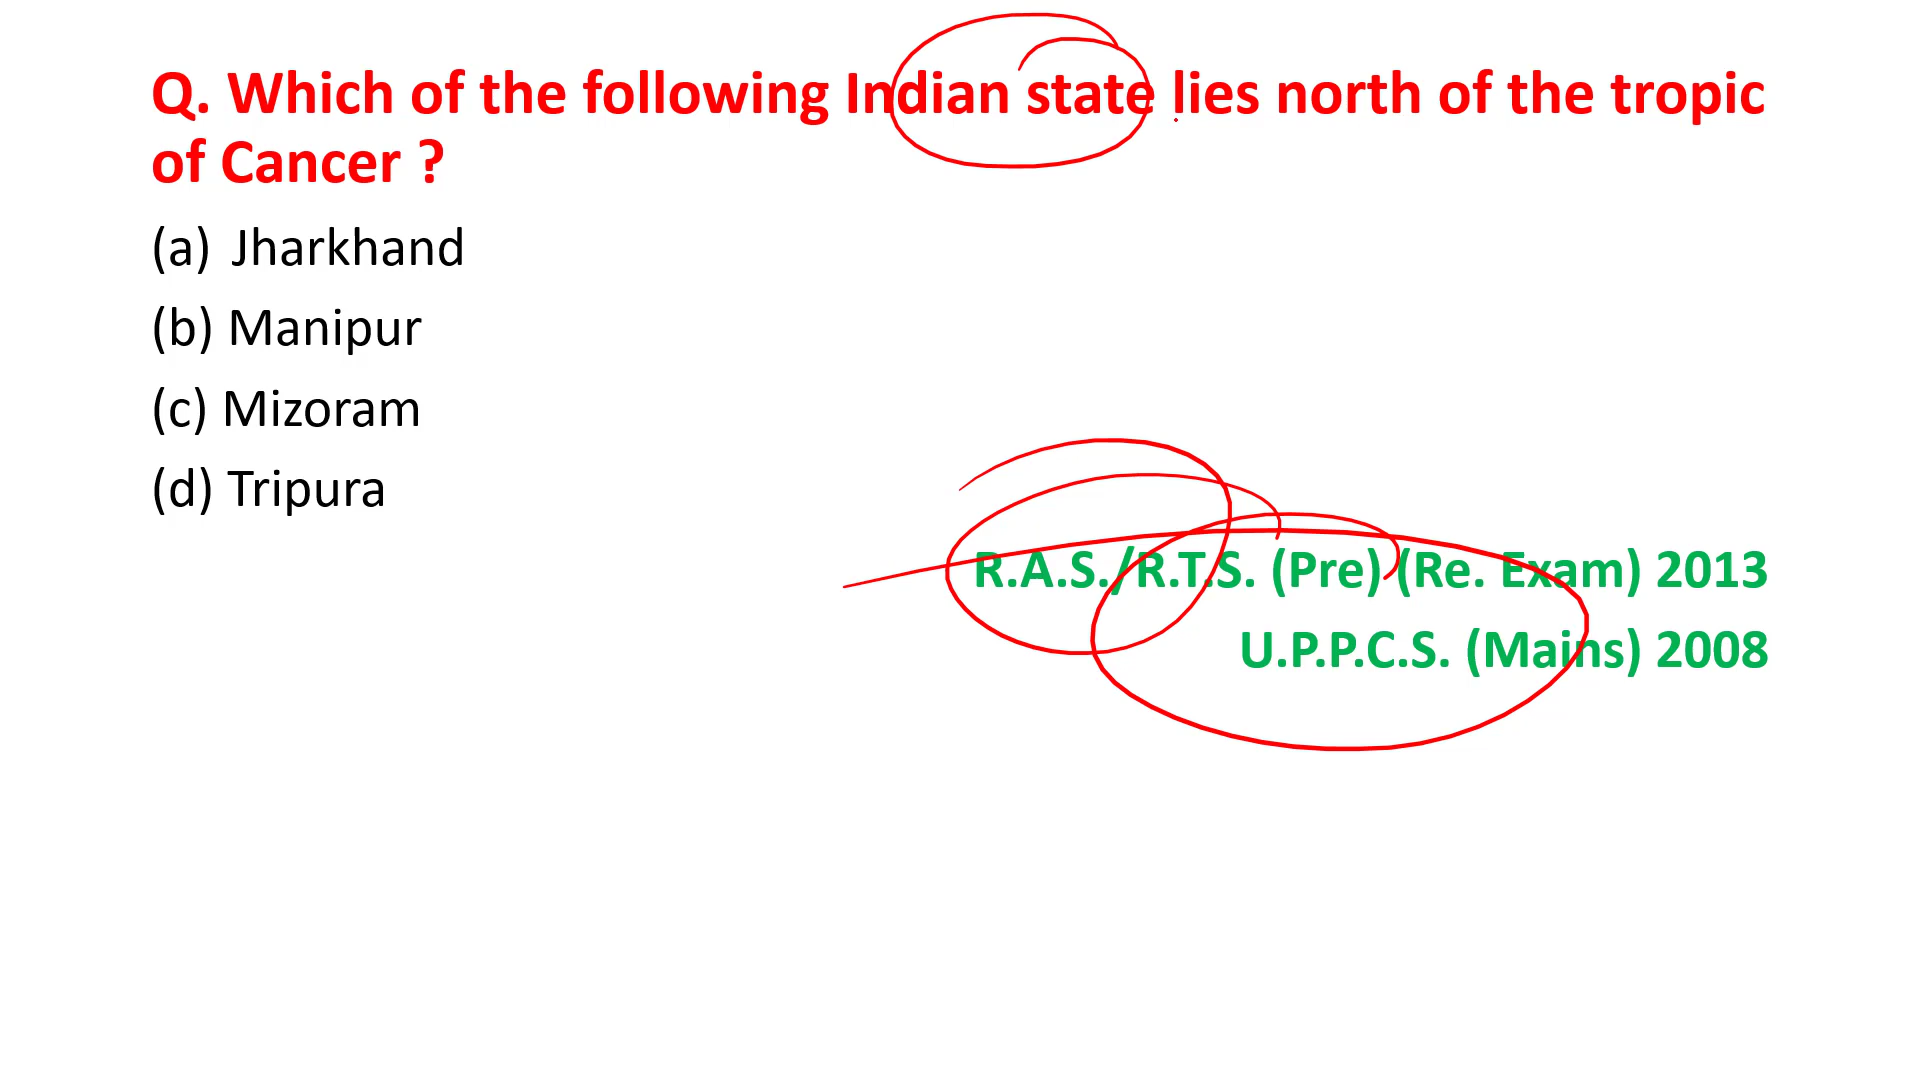 Q. Which of the following Indian state lies north of the tropic
of Cancer ?
(a) Jharkhand
(b) Manipur
(c) Mizoram
(d) Tripura
R.A.S./R.T.S. (Pre) (Re. Exam) 2013
U.P.P.C.S. (Mains) 2008